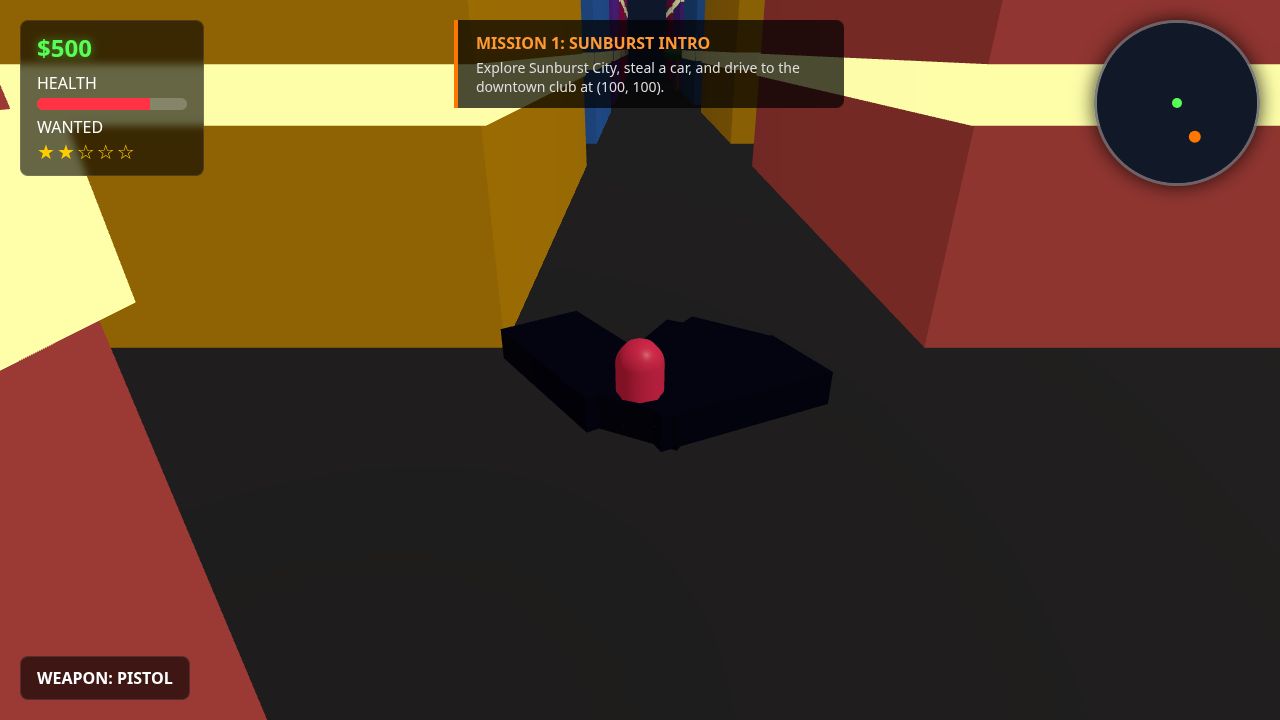 $500
HEALTH
WANTED
★★☆☆☆
MISSION 1: SUNBURST INTRO
Explore Sunburst City, steal a car, and drive to the
downtown club at (100, 100).
WEAPON: PISTOL